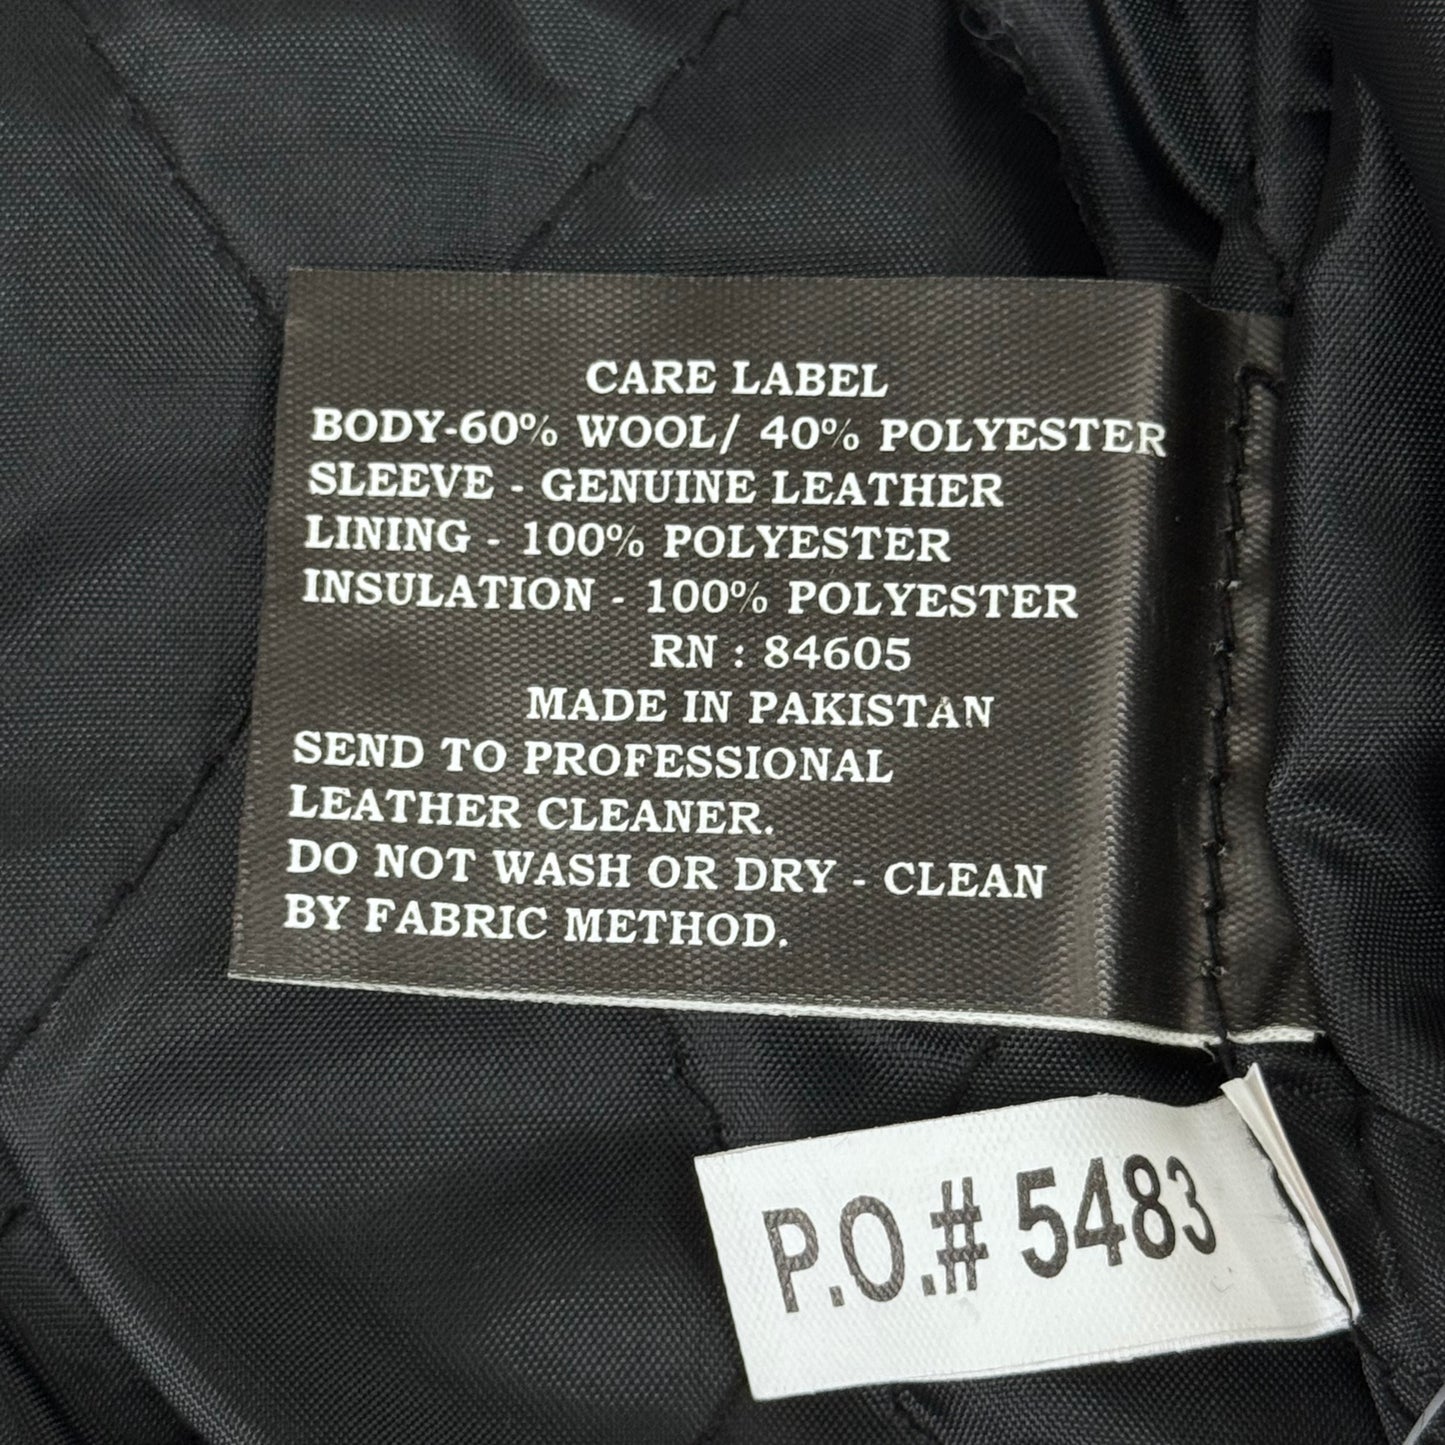 CARE LABEL
BODY-60% WOOL/ 40% POLYESTER
SLEEVE - GENUINE LEATHER
LINING - 100% POLYESTER
INSULATION - 100% POLYESTER
RN : 84605
MADE IN PAKISTAN
SEND TO PROFESSIONAL
LEATHER CLEANER.
DO NOT WASH OR DRY - CLEAN
BY FABRIC METHOD.
P.O.# 5483